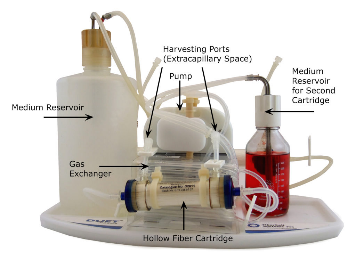 Harvesting Ports
(Extracapillary Space)
Pump
Medium
Reservoir
for Second
Cartridge
Medium Reservoir
Gas
Exchanger
Hollow Fiber Cartridge